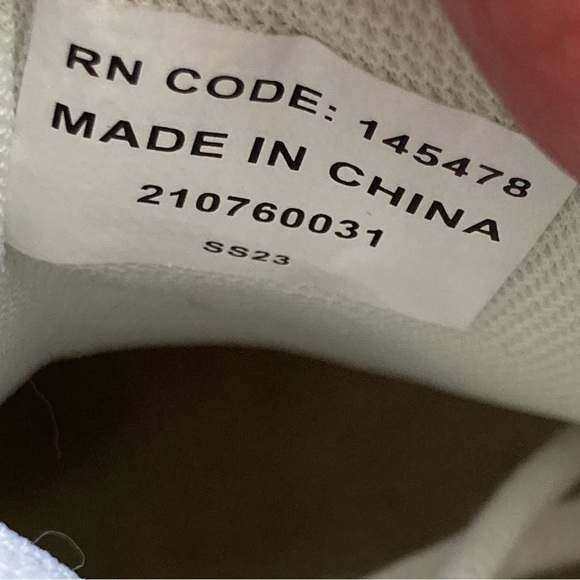 RN CODE: 145478
MADE IN CHINA
210760031
SS23